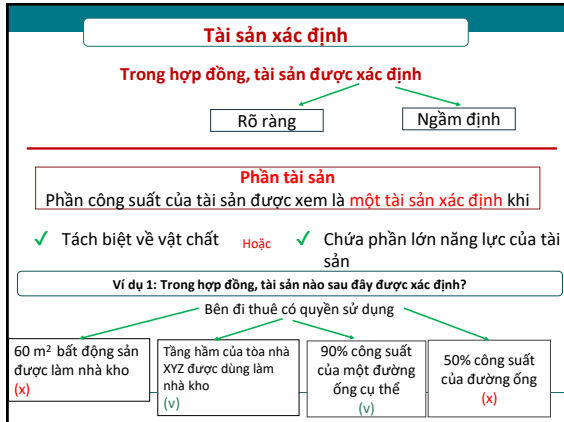 Tài sản xác định
Trong hợp đồng, tài sản được xác định
Rõ ràng
Ngầm định
Phần tài sản
Phần công suất của tài sản được xem là một tài sản xác định khi
✓ Tách biệt về vật chất
Hoặc
✓ Chứa phần lớn năng lực của tài
sản
Ví dụ 1: Trong hợp đồng, tài sản nào sau đây được xác định?
Bên đi thuê có quyền sử dụng
60 m² bất động sản
được làm nhà kho
(x)
Tầng hầm của tòa nhà
XYZ được dùng làm
nhà kho
(v)
90% công suất
của một đường
ống cụ thể
(v)
50% công suất
của đường ống
(x)